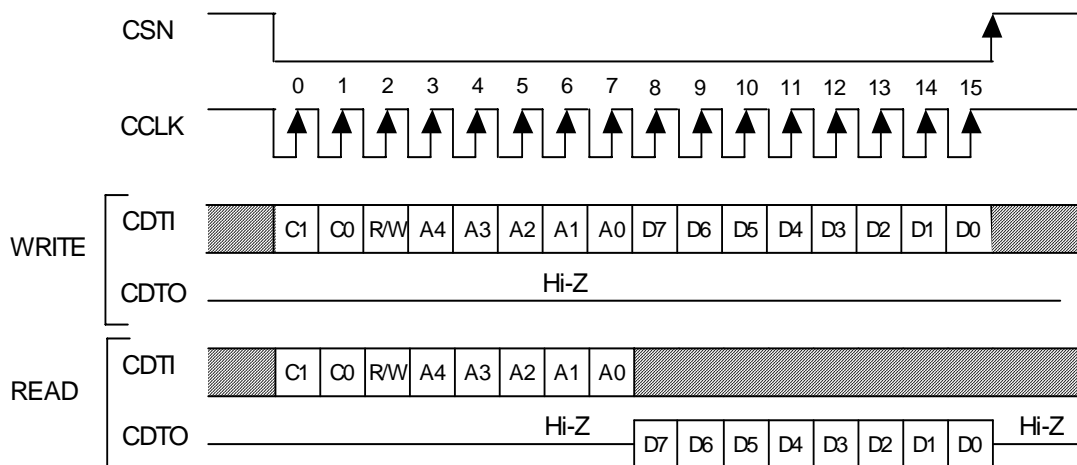 CSN
0 1 2 3 4 5 6 7 8 9 10 11 12 13 14 15
CCLK
WRITE
CDTI C1 C0 R/W A4 A3 A2 A1 A0 D7 D6 D5 D4 D3 D2 D1 D0
Hi-Z
CDTO
READ
CDTI C1 C0 R/W A4 A3 A2 A1 A0
Hi-Z Hi-Z
CDTO D7 D6 D5 D4 D3 D2 D1 D0